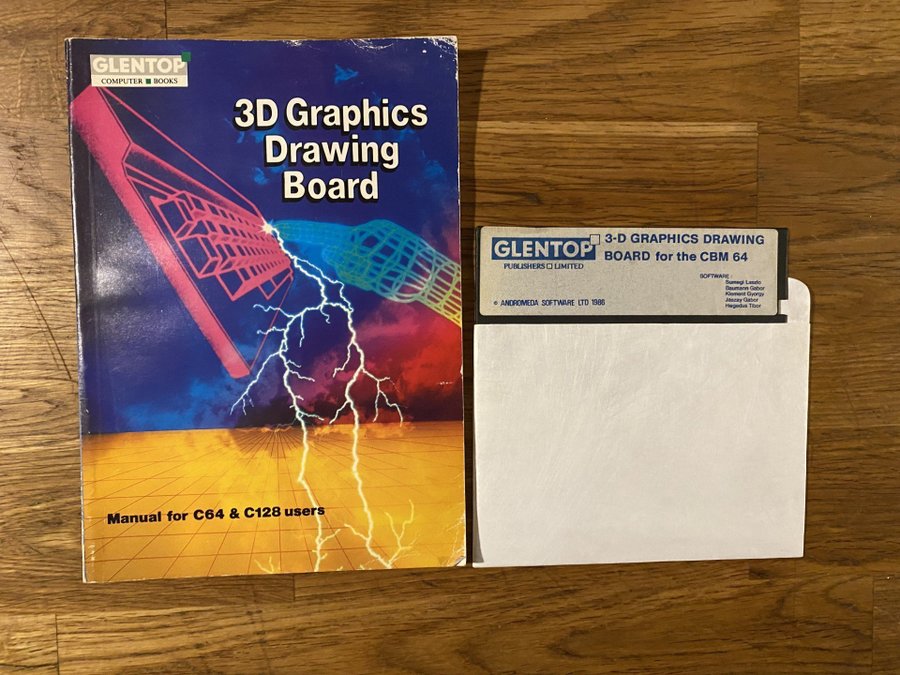 GLENTOP
COMPUTER BOOKS
3D Graphics
Drawing
Board
Manual for C64 & C128 users
GLENTOP
PUBLISHERS LIMITED
3-D GRAPHICS DRAWING
BOARD for the CBM 64
SOFTWARE:
Sumegi Laszlo
Baumann Gabor
Klement Gyorgy
Jaszay Gabor
Hegedus Tibor
© ANDROMEDA SOFTWARE LTD 1986